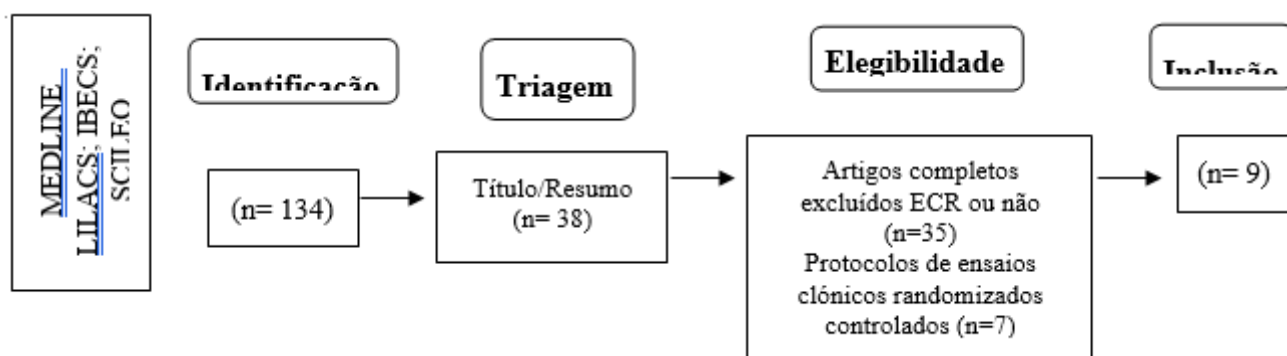 MEDLINE
LILACS; IBECS;
SCILEO
Identificação
Triagem
Elegibilidade
Inclusão
(n= 134)
Título/Resumo
(n= 38)
Artigos completos
excluídos ECR ou não
(n=35)
Protocolos de ensaios
clónicos randomizados
controlados (n=7)
(n= 9)